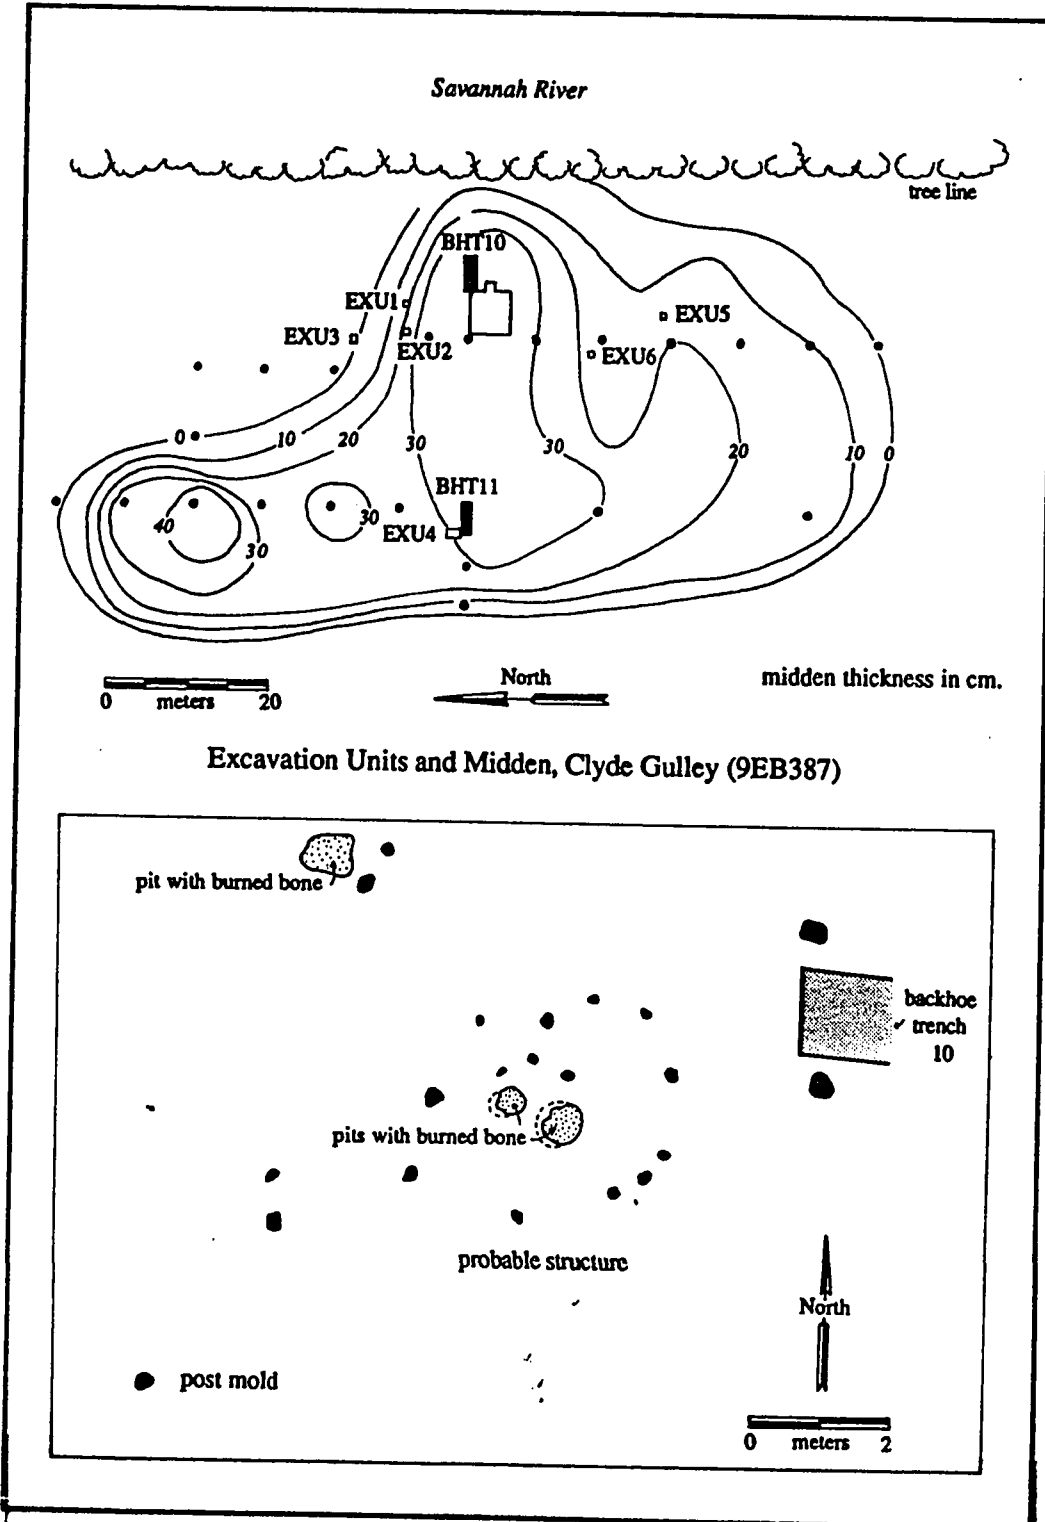 Savannah River
tree line
BHT10
EXU1
EXU5
EXU3
EXU2
EXU6
0
10
20
30
30
20
10
0
BHT11
40
30
EXU4
30
North
midden thickness in cm.
0 meters 20
Excavation Units and Midden, Clyde Gulley (9EB387)
pit with burned bone
backhoe
trench
10
pits with burned bone
probable structure
North
post mold
0 meters 2